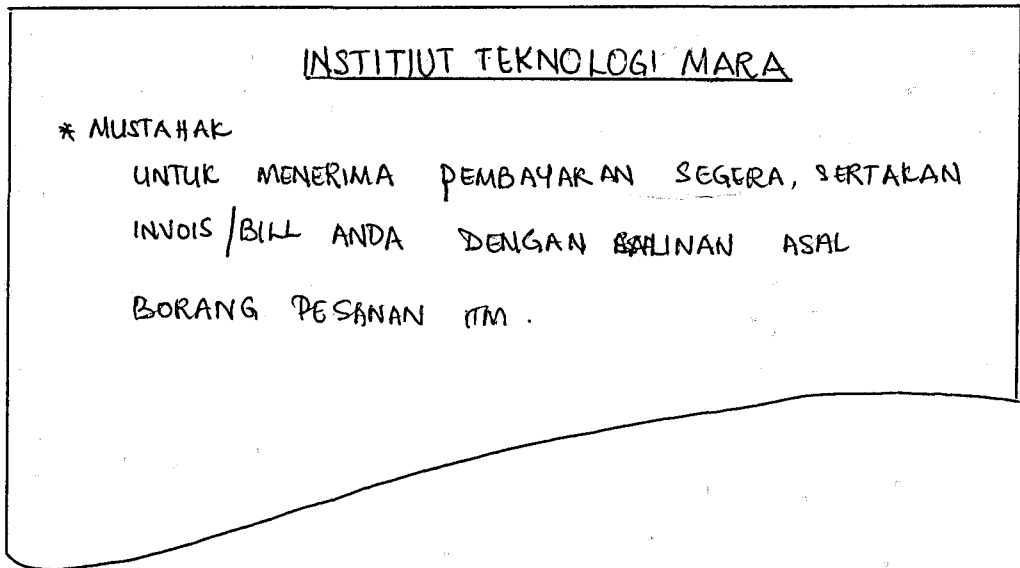 INSTITIUT TEKNOLOGI MARA
* MUSTAHAK
UNTUK MENERIMA PEMBAYARAN SEGERA, SERTAKAN
INVOIS/BILL ANDA DENGAN SALINAN ASAL
BORANG PESANAN ITM.